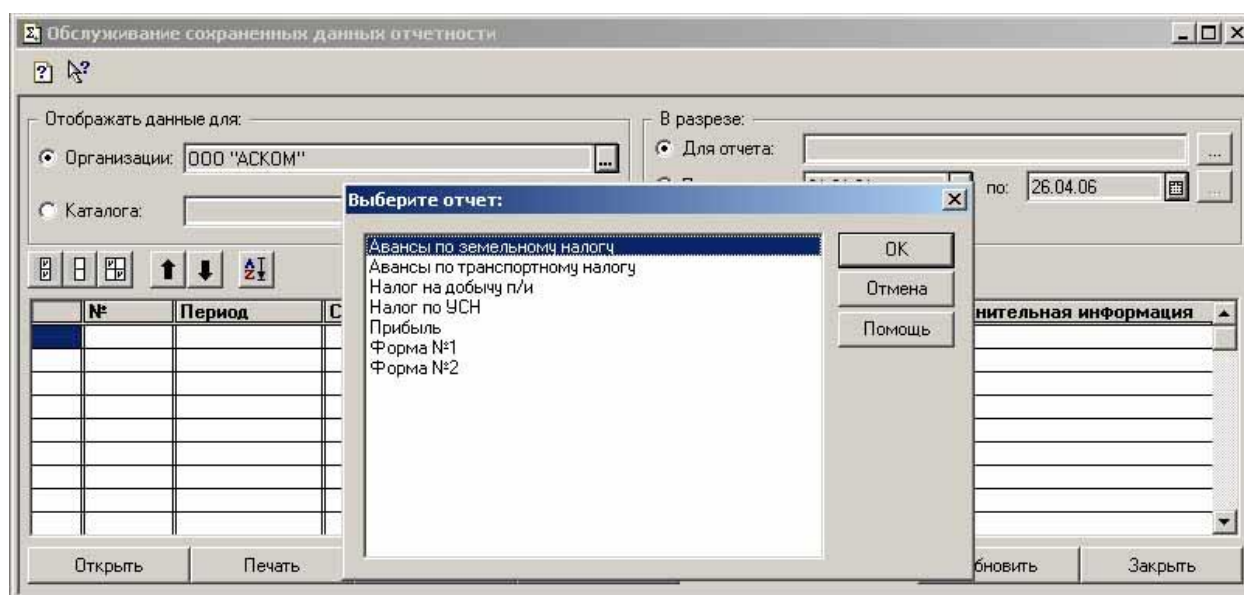 Обслуживание сохраненных данных отчетности
Отображать данные для:
В разрезе:
Организации: ООО "АСКОМ" ...
Для отчета: ...
по: 26.04.06 ...
Каталога:
Выберите отчет:
Авансы по земельному налогу
Авансы по транспортному налогу
Налог на добычу п/и
Налог по УСН
Прибыль
Форма №1
Форма №2
ОК
Отмена
Помощь
№ Период С
нительная информация
Открыть Печать
бновить Закрыть